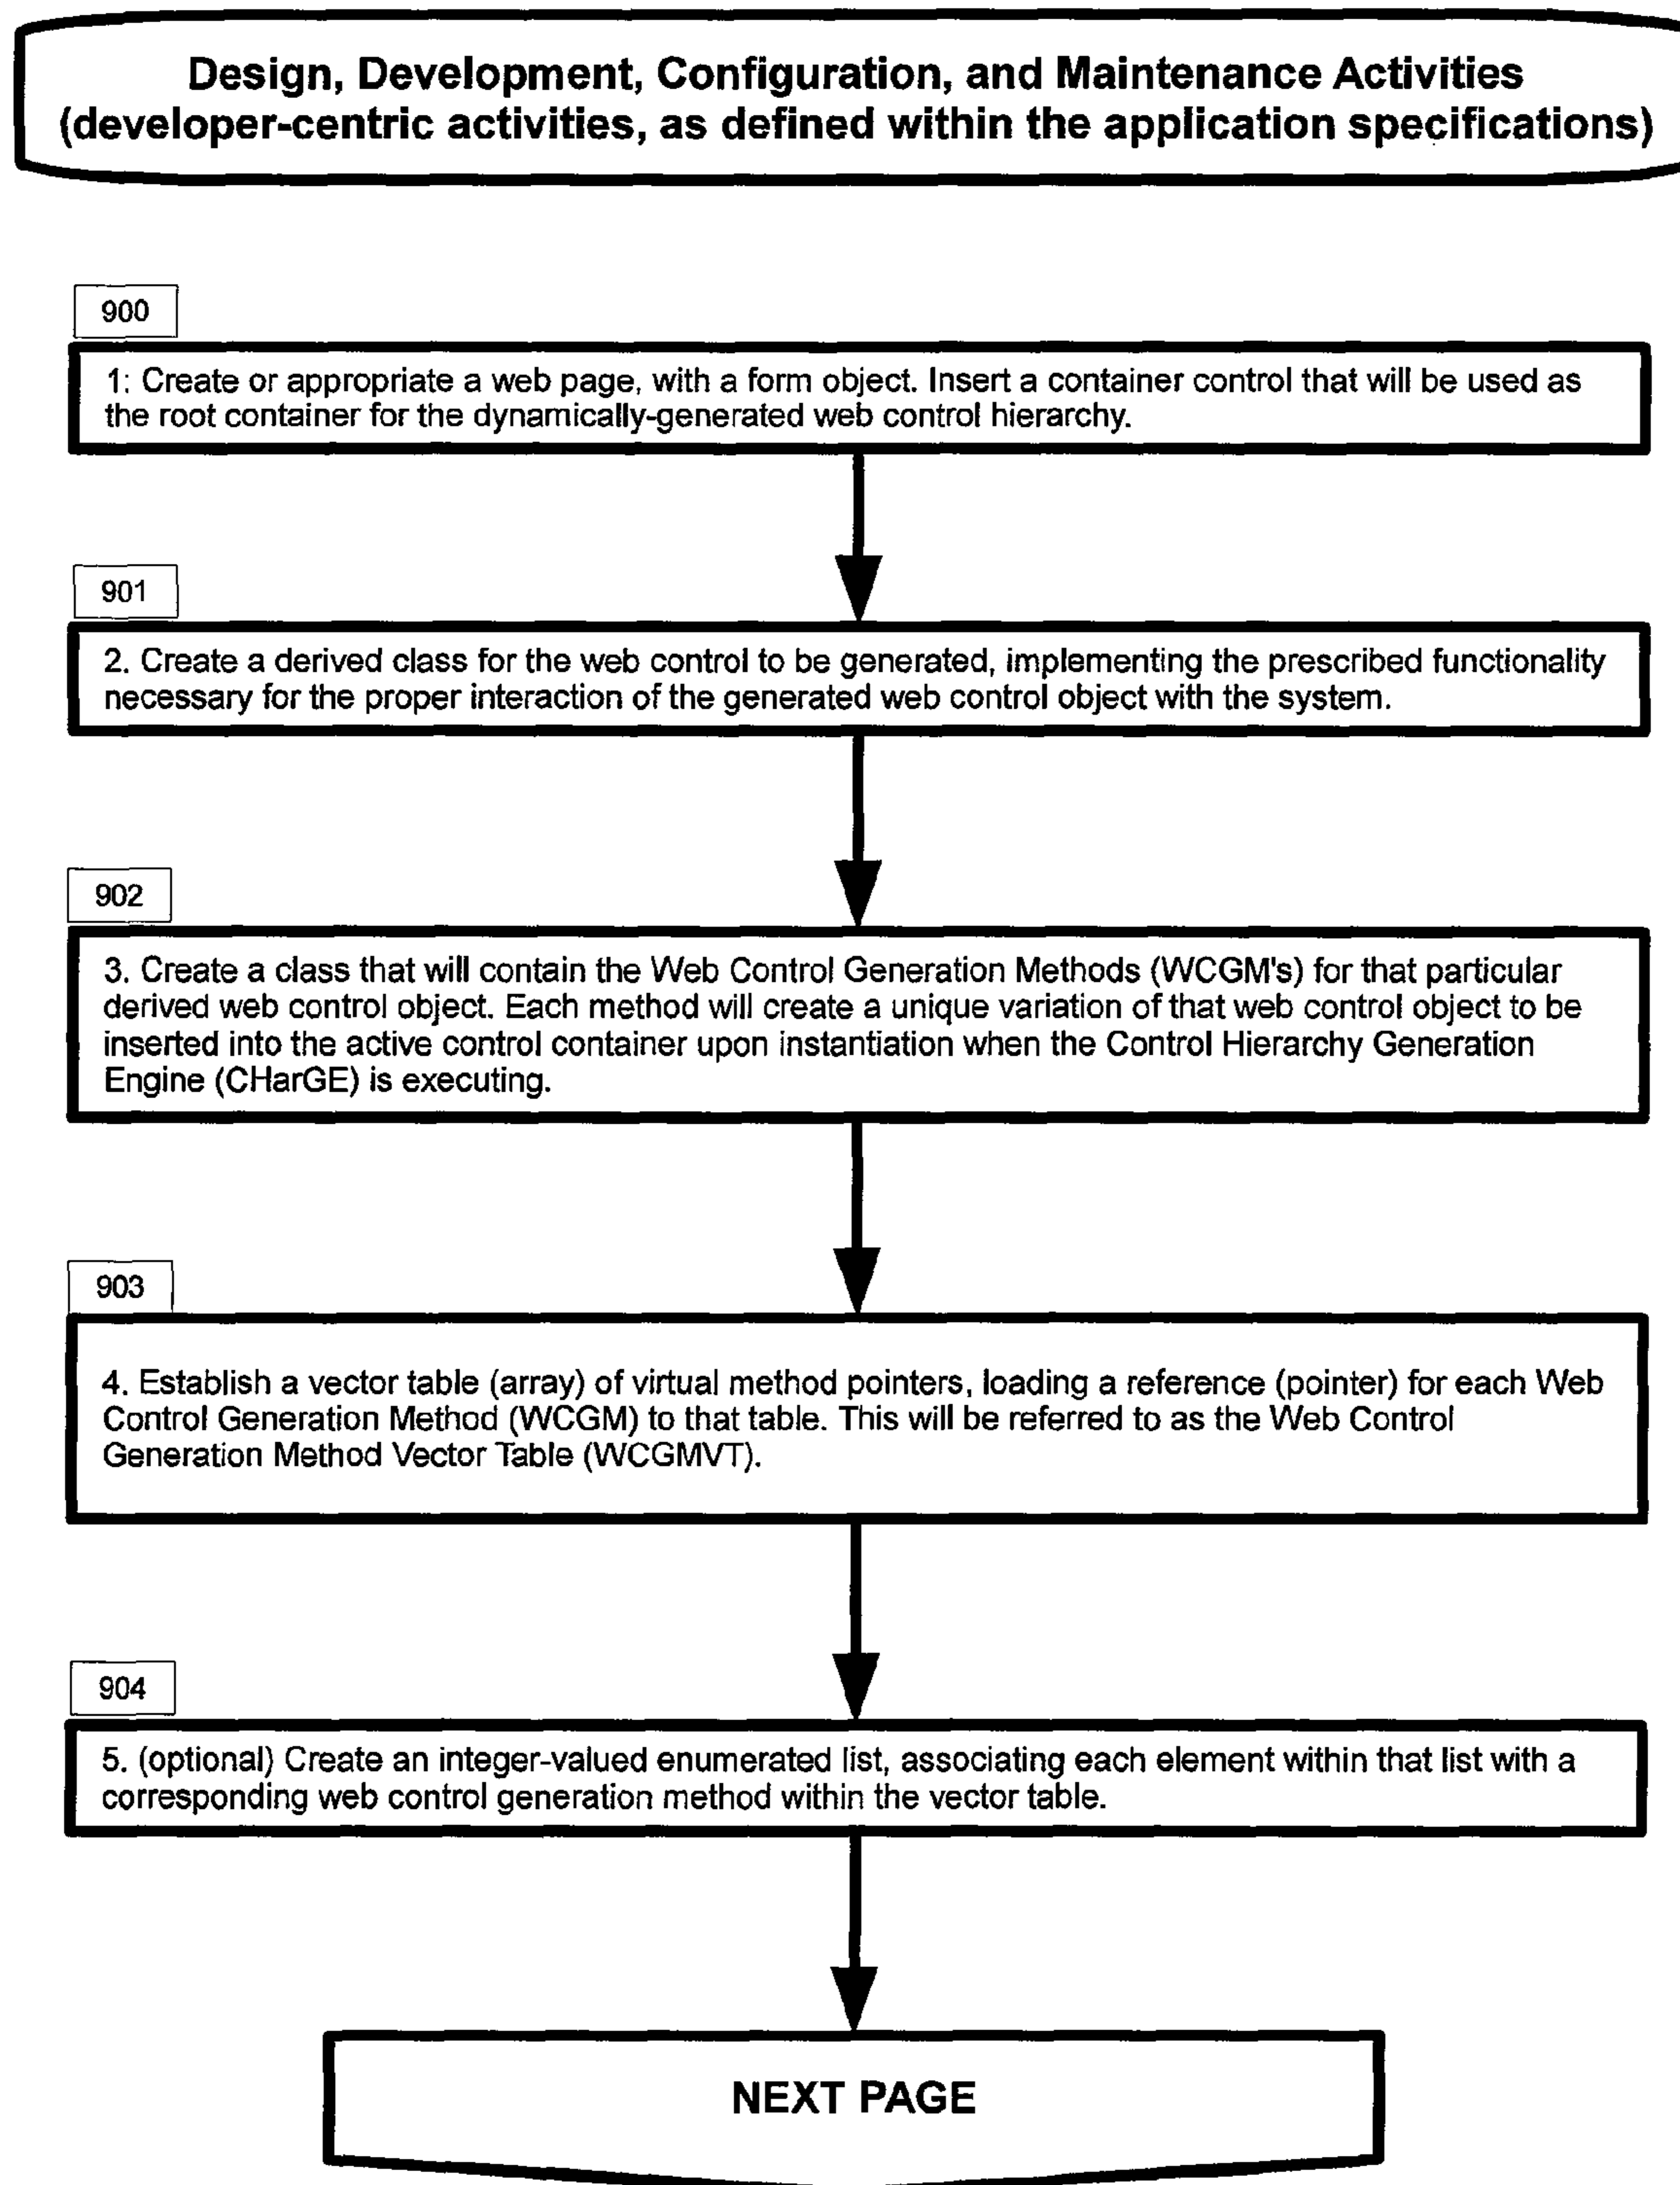 Design, Development, Configuration, and Maintenance Activities
(developer-centric activities, as defined within the application specifications)
900
1: Create or appropriate a web page, with a form object. Insert a container control that will be used as
the root container for the dynamically-generated web control hierarchy.
901
2. Create a derived class for the web control to be generated, implementing the prescribed functionality
necessary for the proper interaction of the generated web control object with the system.
902
3. Create a class that will contain the Web Control Generation Methods (WCGM's) for that particular
derived web control object. Each method will create a unique variation of that web control object to be
inserted into the active control container upon instantiation when the Control Hierarchy Generation
Engine (CHarGE) is executing.
903
4. Establish a vector table (array) of virtual method pointers, loading a reference (pointer) for each Web
Control Generation Method (WCGM) to that table. This will be referred to as the Web Control
Generation Method Vector Table (WCGMVT).
904
5. (optional) Create an integer-valued enumerated list, associating each element within that list with a
corresponding web control generation method within the vector table.
NEXT PAGE